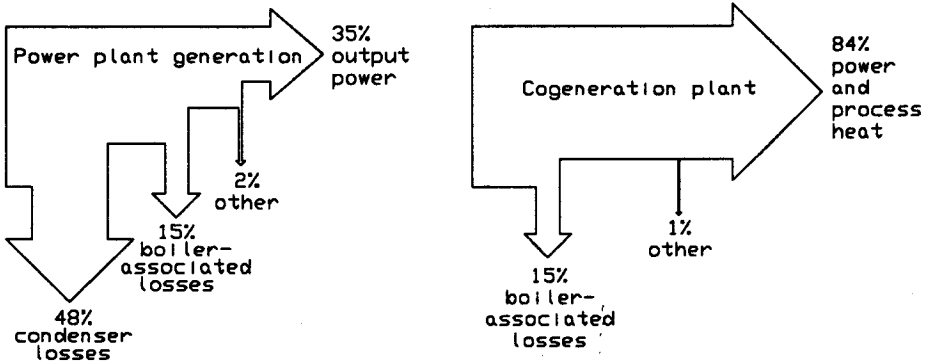 Power plant generation
35%
output
power
2%
other
15%
boiler-
associated
losses
48%
condenser
losses
Cogeneration plant
84%
power
and
process
heat
1%
other
15%
boiler-
associated
losses